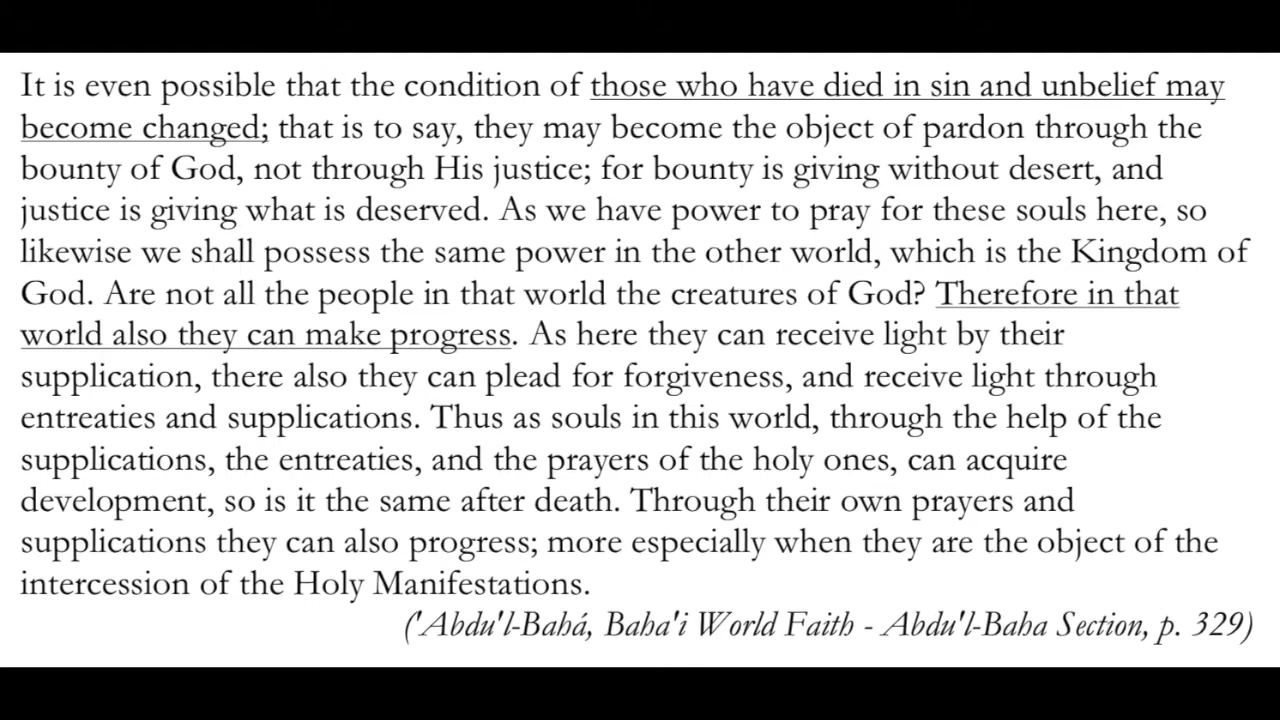 It is even possible that the condition of those who have died in sin and unbelief may
become changed; that is to say, they may become the object of pardon through the
bounty of God, not through His justice; for bounty is giving without desert, and
justice is giving what is deserved. As we have power to pray for these souls here, so
likewise we shall possess the same power in the other world, which is the Kingdom of
God. Are not all the people in that world the creatures of God? Therefore in that
world also they can make progress. As here they can receive light by their
supplication, there also they can plead for forgiveness, and receive light through
entreaties and supplications. Thus as souls in this world, through the help of the
supplications, the entreaties, and the prayers of the holy ones, can acquire
development, so is it the same after death. Through their own prayers and
supplications they can also progress; more especially when they are the object of the
intercession of the Holy Manifestations.
('Abdu'l-Bahá, Baha'i World Faith - Abdu'l-Baha Section, p. 329)